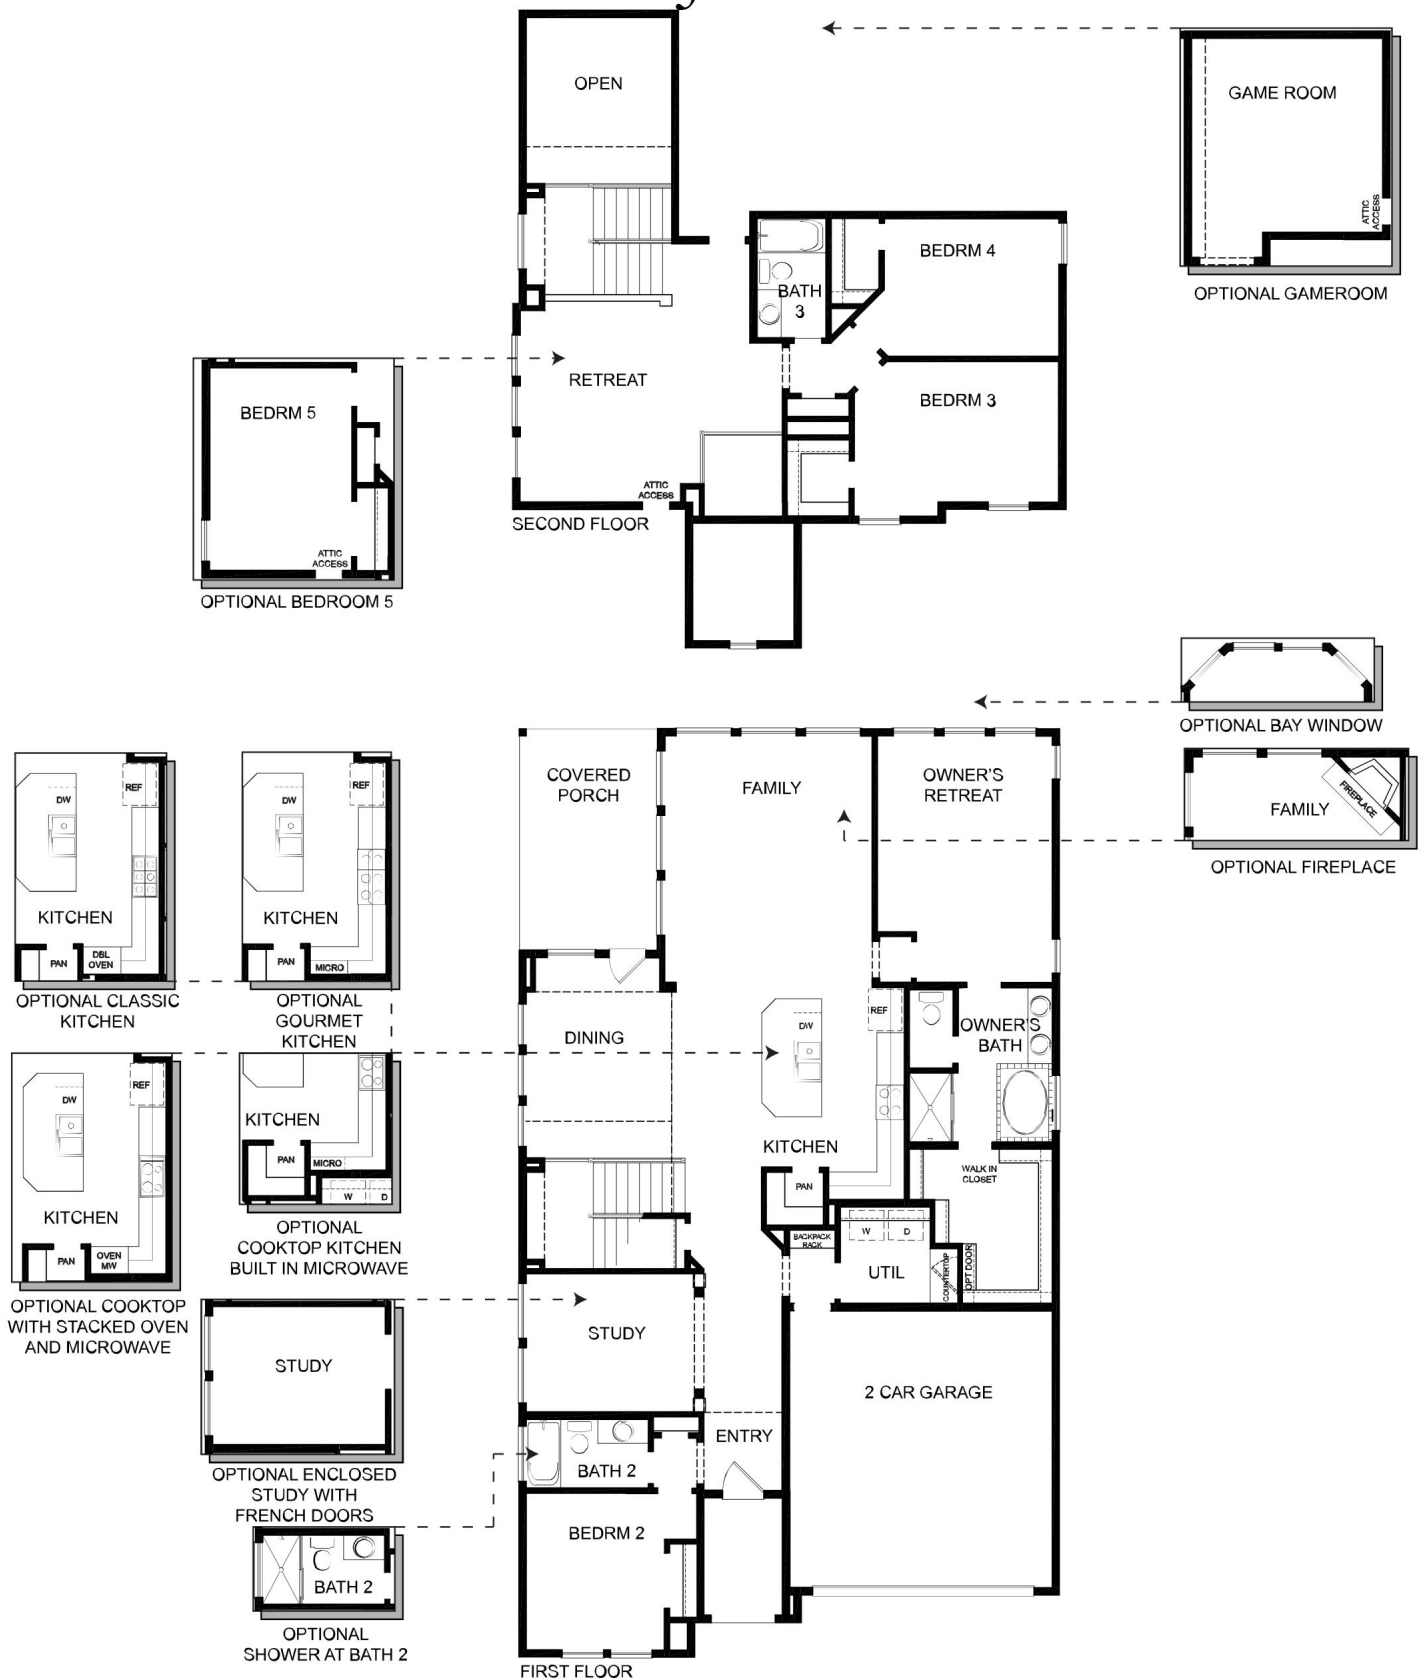 OPEN
GAME ROOM
ATTIC
ACCESS
OPTIONAL GAMEROOM
BEDRM 4
BATH
3
RETREAT
BEDRM 3
ATTIC
ACCESS
SECOND FLOOR
BEDRM 5
ATTIC
ACCESS
OPTIONAL BEDROOM 5
OPTIONAL BAY WINDOW
FAMILY
FIREPLACE
OPTIONAL FIREPLACE
COVERED
PORCH
FAMILY
OWNER'S
RETREAT
REF
DW
KITCHEN
PAN
DBL
OVEN
OPTIONAL CLASSIC
KITCHEN
REF
DW
KITCHEN
PAN
MICRO
OPTIONAL
GOURMET
KITCHEN
REF
DW
KITCHEN
PAN
OVEN
MW
OPTIONAL COOKTOP
WITH STACKED OVEN
AND MICROWAVE
KITCHEN
PAN
MICRO
W
D
OPTIONAL
COOKTOP KITCHEN
BUILT IN MICROWAVE
DINING
REF
DW
KITCHEN
PAN
OWNER'S
BATH
WALK IN
CLOSET
BACKPACK
RACK
W
D
UTIL
COUNTERTOP
OPT DOOR
STUDY
2 CAR GARAGE
ENTRY
BATH 2
BEDRM 2
FIRST FLOOR
STUDY
OPTIONAL ENCLOSED
STUDY WITH
FRENCH DOORS
BATH 2
OPTIONAL
SHOWER AT BATH 2